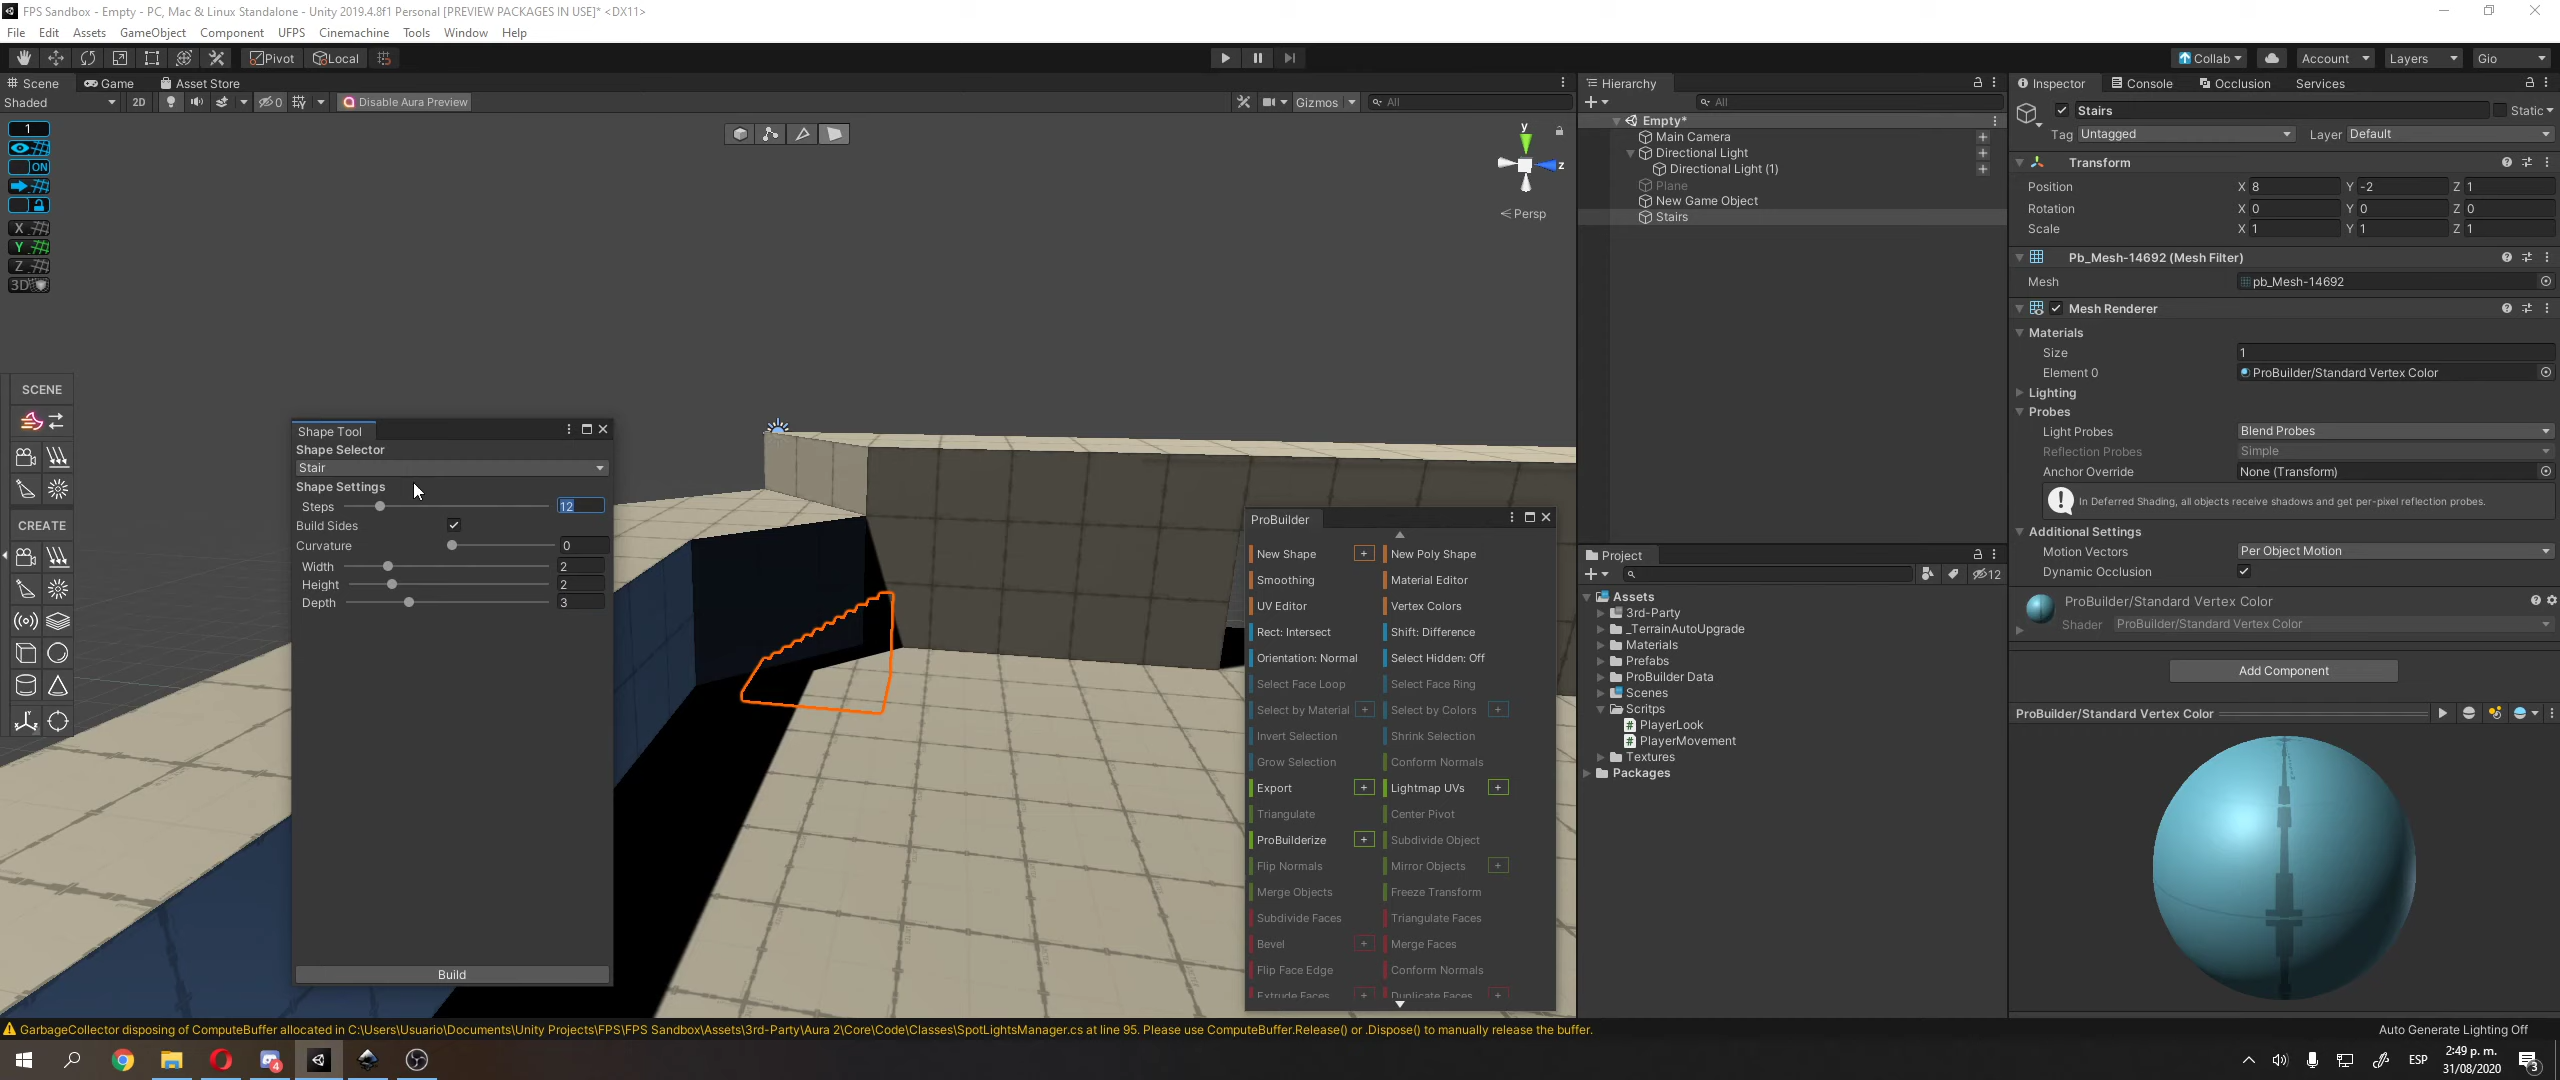 FPS Sandbox - Empty - PC, Mac & Linux Standalone - Unity 2019.4.8f1 Personal [PREVIEW PACKAGES IN USE]* <DX11>
File Edit Assets GameObject Component UFPS Cinemachine Tools Window Help
Pivot Local
Collab Account Layers Gio
Scene Game Asset Store
Shaded 2D 0 Disable Aura Preview Gizmos All
1
ON
X
Y
Z
3D
y
z
Persp
SCENE
CREATE
Shape Tool
Shape Selector
Stair
Shape Settings
Steps 12
Build Sides
Curvature 0
Width 2
Height 2
Depth 3
Build
ProBuilder
New Shape + New Poly Shape
Smoothing Material Editor
UV Editor Vertex Colors
Rect: Intersect Shift: Difference
Orientation: Normal Select Hidden: Off
Select Face Loop Select Face Ring
Select by Material + Select by Colors +
Invert Selection Shrink Selection
Grow Selection Conform Normals
Export + Lightmap UVs +
Triangulate Center Pivot
ProBuilderize + Subdivide Object
Flip Normals Mirror Objects +
Merge Objects Freeze Transform
Subdivide Faces Triangulate Faces
Bevel + Merge Faces
Flip Face Edge Conform Normals
Extrude Faces + Duplicate Faces +
Hierarchy
+ All
Empty*
Main Camera
Directional Light
Directional Light (1)
Plane
New Game Object
Stairs
Project
+ 12
Assets
3rd-Party
_TerrainAutoUpgrade
Materials
Prefabs
ProBuilder Data
Scenes
Scritps
PlayerLook
PlayerMovement
Textures
Packages
Inspector Console Occlusion Services
Stairs Static
Tag Untagged Layer Default
Transform
Position X 8 Y -2 Z 1
Rotation X 0 Y 0 Z 0
Scale X 1 Y 1 Z 1
Pb_Mesh-14692 (Mesh Filter)
Mesh pb_Mesh-14692
Mesh Renderer
Materials
Size 1
Element 0 ProBuilder/Standard Vertex Color
Lighting
Probes
Light Probes Blend Probes
Reflection Probes Simple
Anchor Override None (Transform)
In Deferred Shading, all objects receive shadows and get per-pixel reflection probes.
Additional Settings
Motion Vectors Per Object Motion
Dynamic Occlusion
ProBuilder/Standard Vertex Color
Shader ProBuilder/Standard Vertex Color
Add Component
ProBuilder/Standard Vertex Color
GarbageCollector disposing of ComputeBuffer allocated in C:\Users\Usuario\Documents\Unity Projects\FPS\FPS Sandbox\Assets\3rd-Party\Aura 2\Core\Code\Classes\SpotLightsManager.cs at line 95. Please use ComputeBuffer.Release() or .Dispose() to manually release the buffer.
Auto Generate Lighting Off
4
ESP
2:49 p. m.
31/08/2020
3